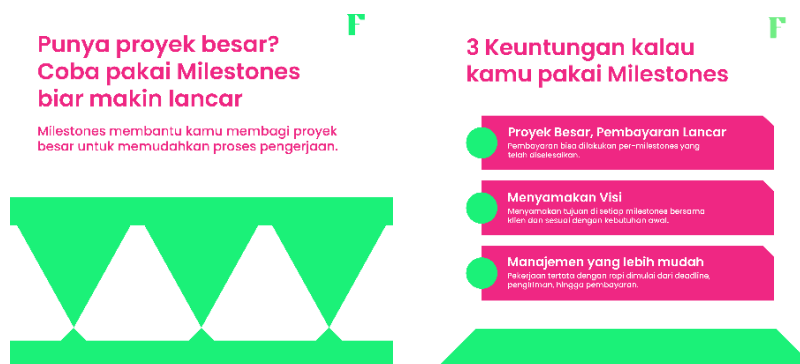 F
Punya proyek besar?
Coba pakai Milestones
biar makin lancar
Milestones membantu kamu membagi proyek
besar untuk memudahkan proses pengerjaan.
F
3 Keuntungan kalau
kamu pakai Milestones
Proyek Besar, Pembayaran Lancar
Pembayaran bisa dilakukan per-milestones yang
telah diselesaikan.
Menyamakan Visi
Menyamakan tujuan di setiap milestones bersama
klien dan sesuai dengan kebutuhan awal.
Manajemen yang lebih mudah
Pekerjaan tertata dengan rapi dimulai dari deadline,
pengiriman, hingga pembayaran.